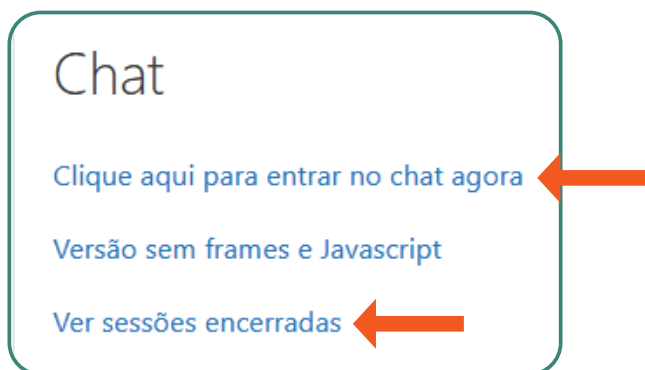 Chat
Clique aqui para entrar no chat agora
Versão sem frames e Javascript
Ver sessões encerradas